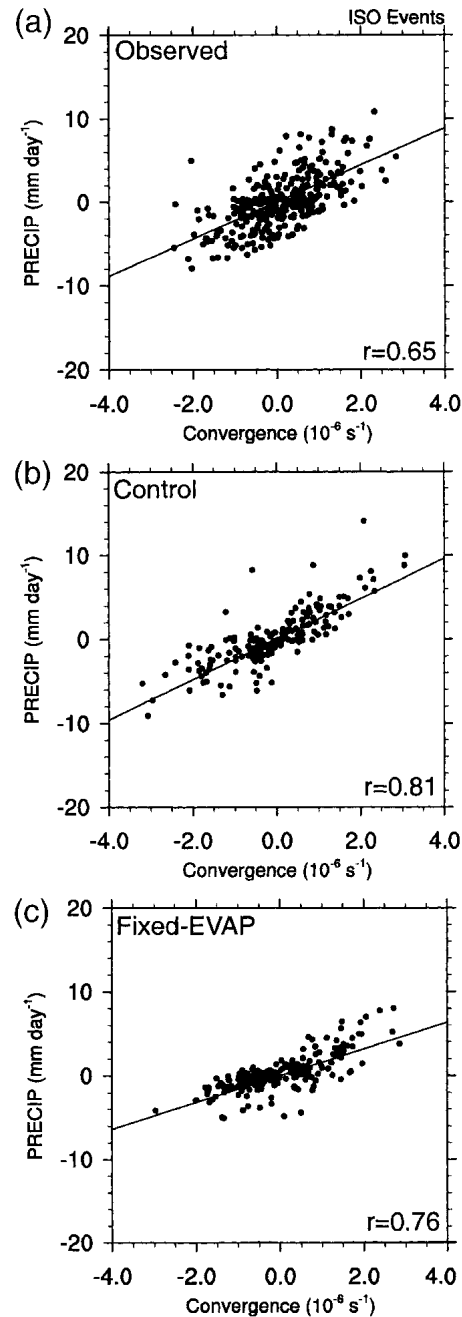 (a)
ISO Events
Observed
20
10
0
-10
-20
PRECIP (mm day⁻¹)
r=0.65
-4.0 -2.0 0.0 2.0 4.0
Convergence (10⁻⁶ s⁻¹)
(b)
Control
20
10
0
-10
-20
PRECIP (mm day⁻¹)
r=0.81
-4.0 -2.0 0.0 2.0 4.0
Convergence (10⁻⁶ s⁻¹)
(c)
Fixed-EVAP
20
10
0
-10
-20
PRECIP (mm day⁻¹)
r=0.76
-4.0 -2.0 0.0 2.0 4.0
Convergence (10⁻⁶ s⁻¹)